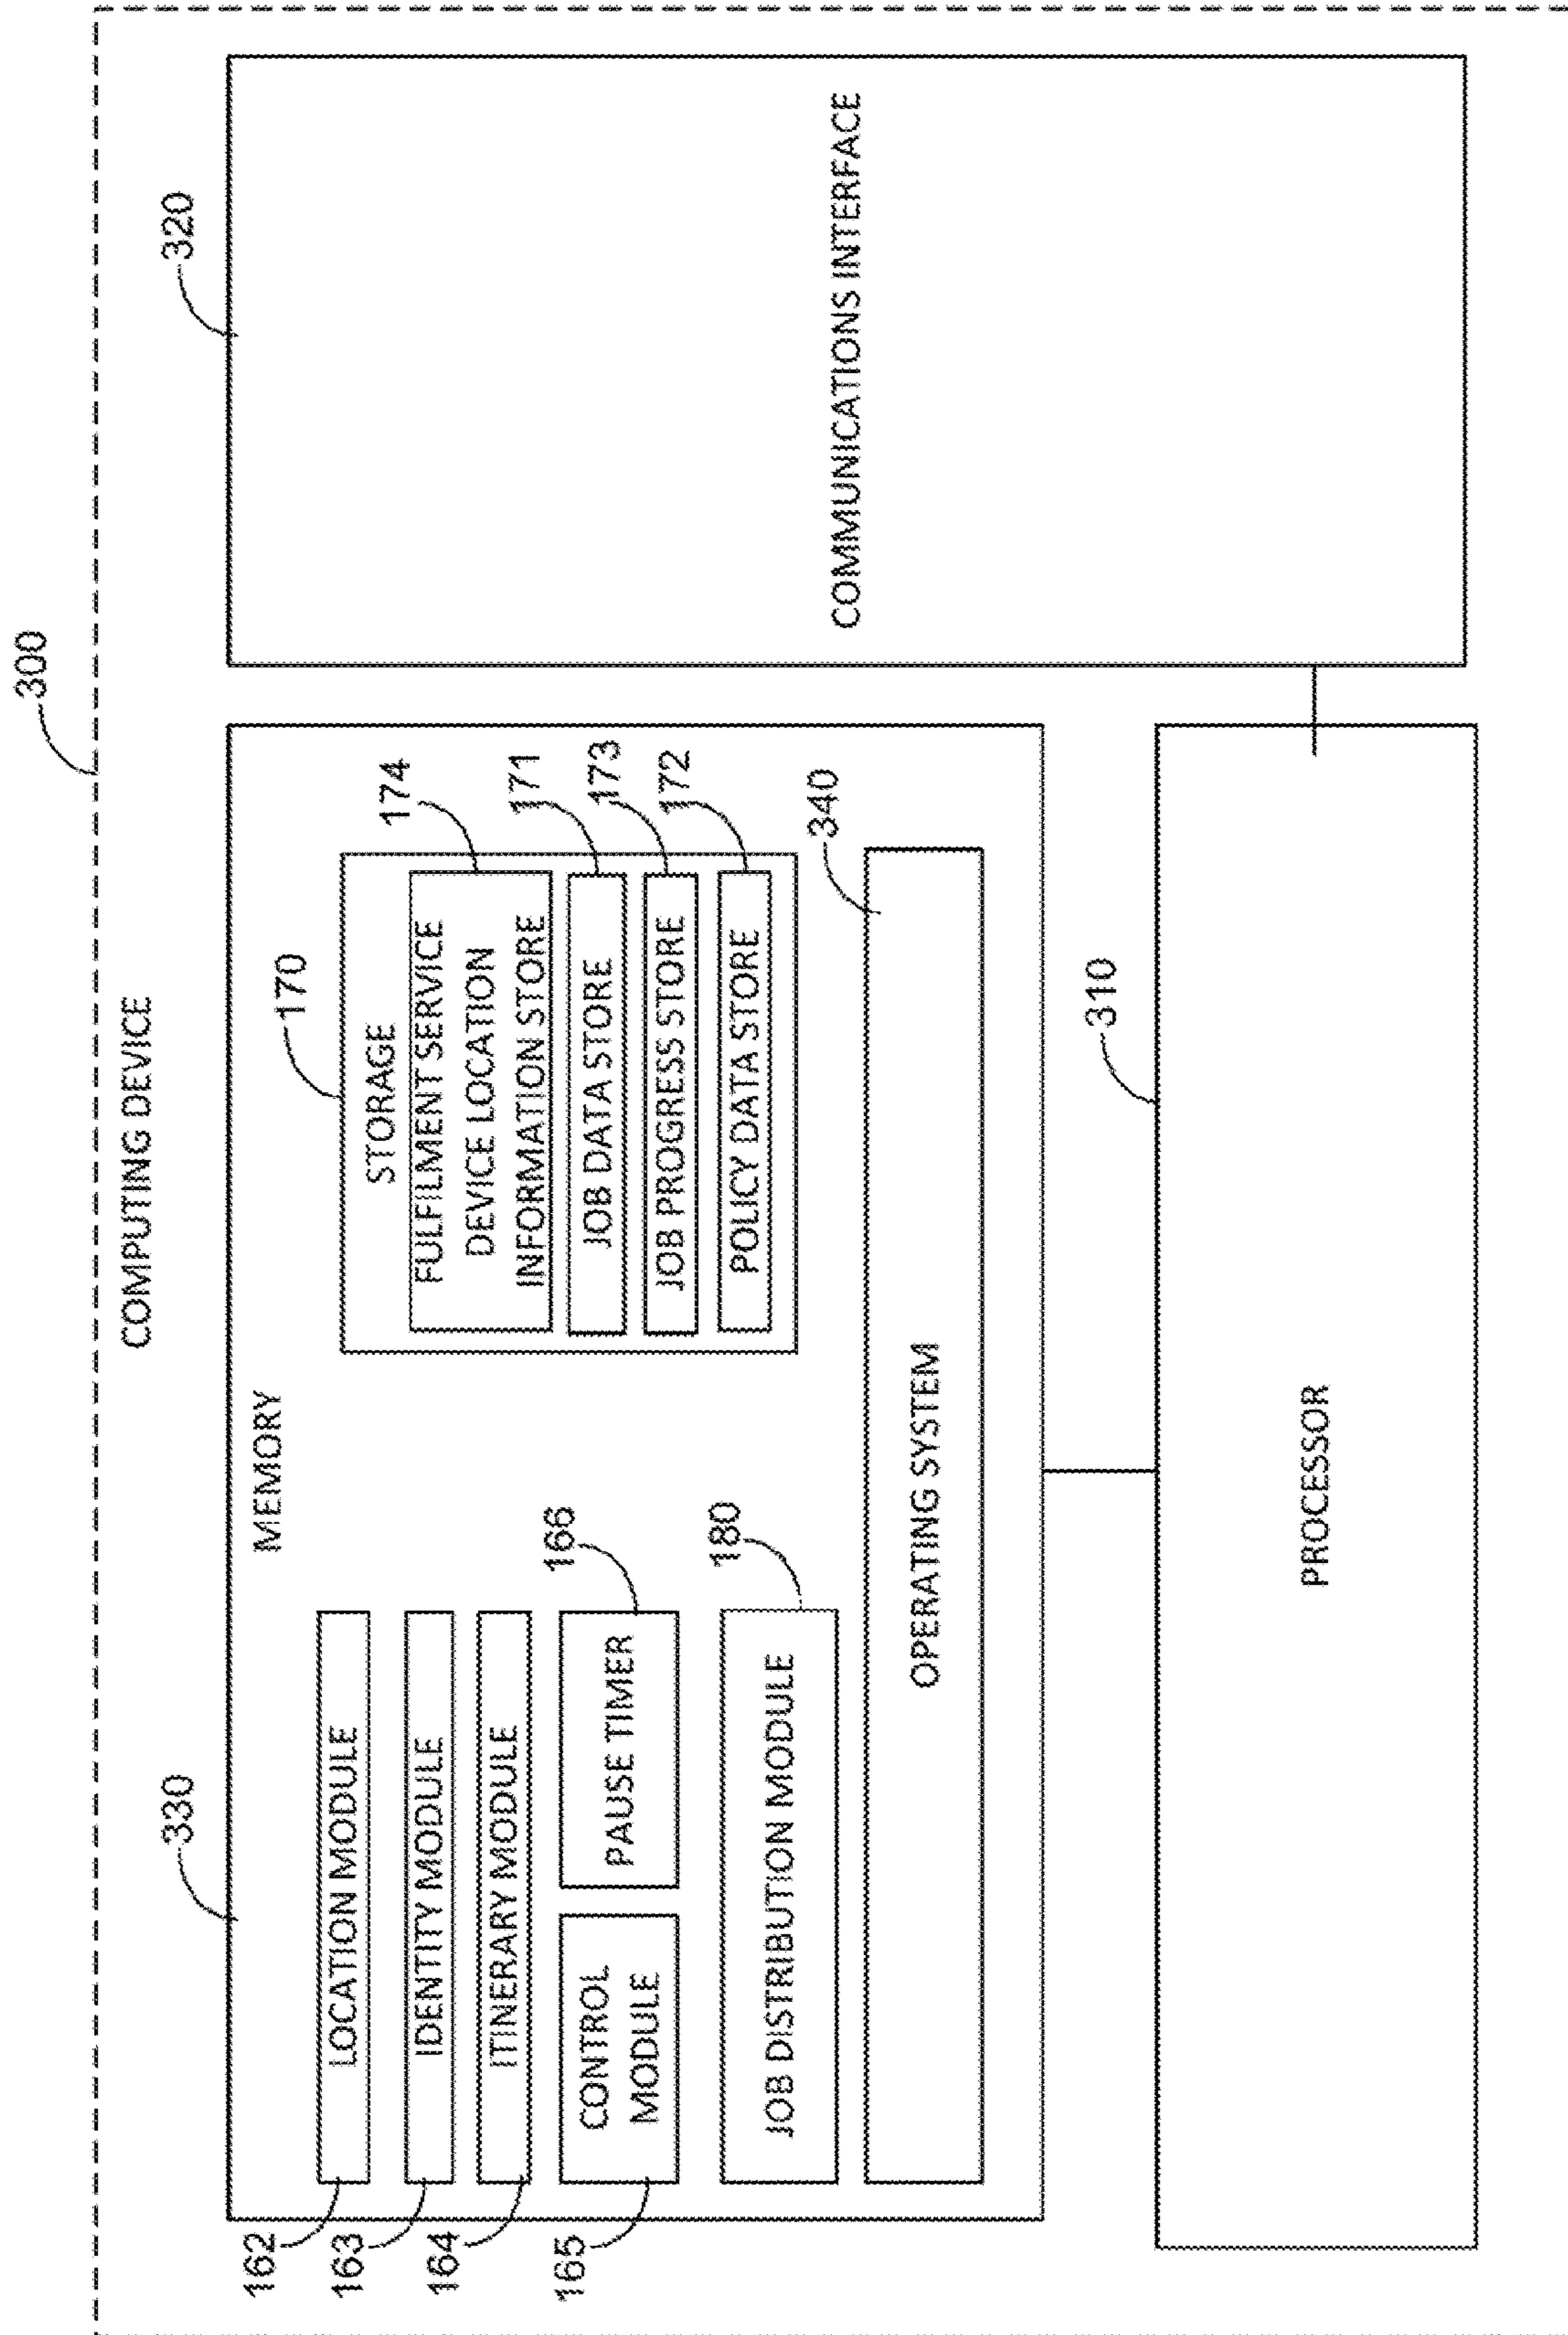 300
COMPUTING DEVICE
330
320
MEMORY
162
LOCATION MODULE
163
IDENTITY MODULE
164
ITINERARY MODULE
165
CONTROL
MODULE
166
PAUSE TIMER
180
JOB DISTRIBUTION MODULE
170
STORAGE
174
FULFILMENT SERVICE
DEVICE LOCATION
INFORMATION STORE
171
JOB DATA STORE
173
JOB PROGRESS STORE
172
POLICY DATA STORE
340
OPERATING SYSTEM
COMMUNICATIONS INTERFACE
310
PROCESSOR